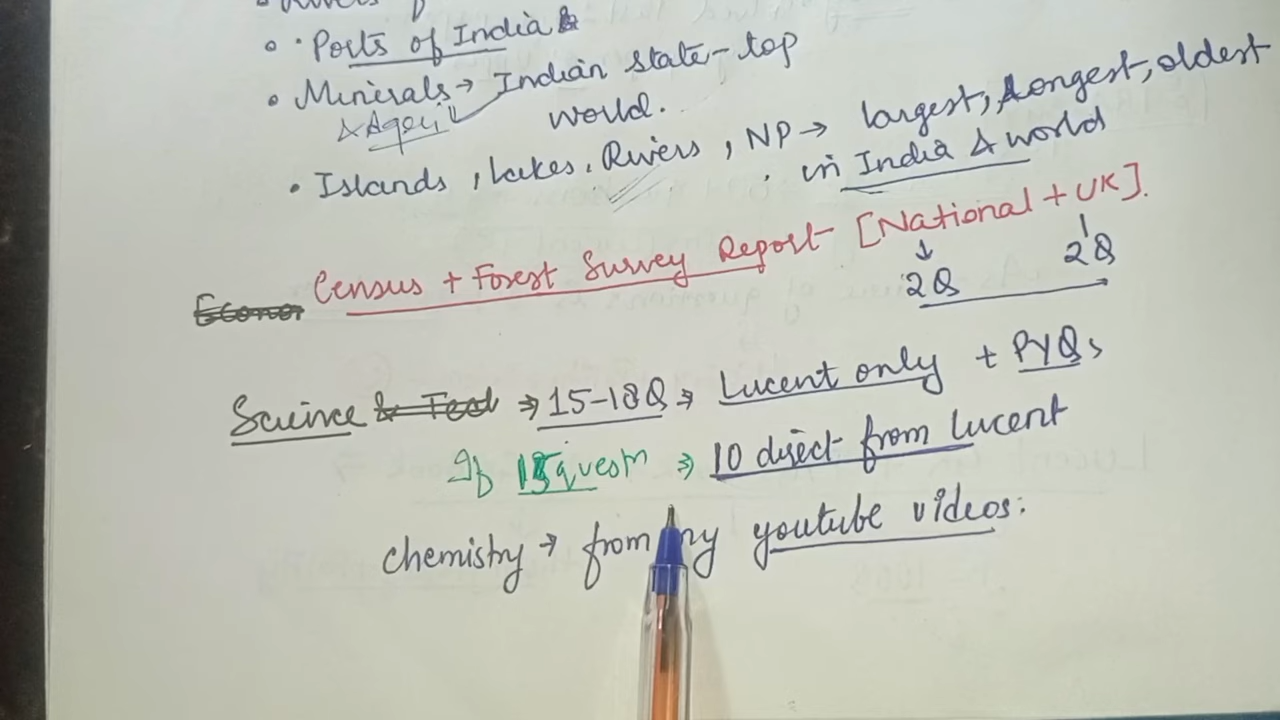 • Ports of India &
• Minerals → Indian state - top
& Agri world.
• Islands, Lakes, Rivers, NP → largest, longest, oldest
in India & world
Census + Forest Survey Report [National + UK].
2Q 2Q
Econo
Science & Tech ⇒ 15-18Q ⇒ Lucent only + PYQs
If 15 questn ⇒ 10 direct from Lucent
chemistry → from my youtube videos.